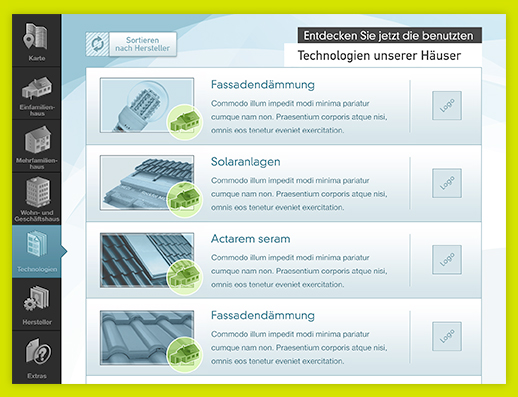 Karte
Einfamilien-
haus
Mehrfamilien-
haus
Wohn- und
Geschäftshaus
Technologien
Hersteller
Extras
Sortieren
nach Hersteller
Entdecken Sie jetzt die benutzten
Technologien unserer Häuser
Fassadendämmung
Commodo illum impedit modi minima pariatur
cumque nam non. Praesentium corporis atque nisi,
omnis eos tenetur eveniet exercitation.
Logo
Solaranlagen
Commodo illum impedit modi minima pariatur
cumque nam non. Praesentium corporis atque nisi,
omnis eos tenetur eveniet exercitation.
Logo
Actarem seram
Commodo illum impedit modi minima pariatur
cumque nam non. Praesentium corporis atque nisi,
omnis eos tenetur eveniet exercitation.
Logo
Fassadendämmung
Commodo illum impedit modi minima pariatur
cumque nam non. Praesentium corporis atque nisi,
omnis eos tenetur eveniet exercitation.
Logo